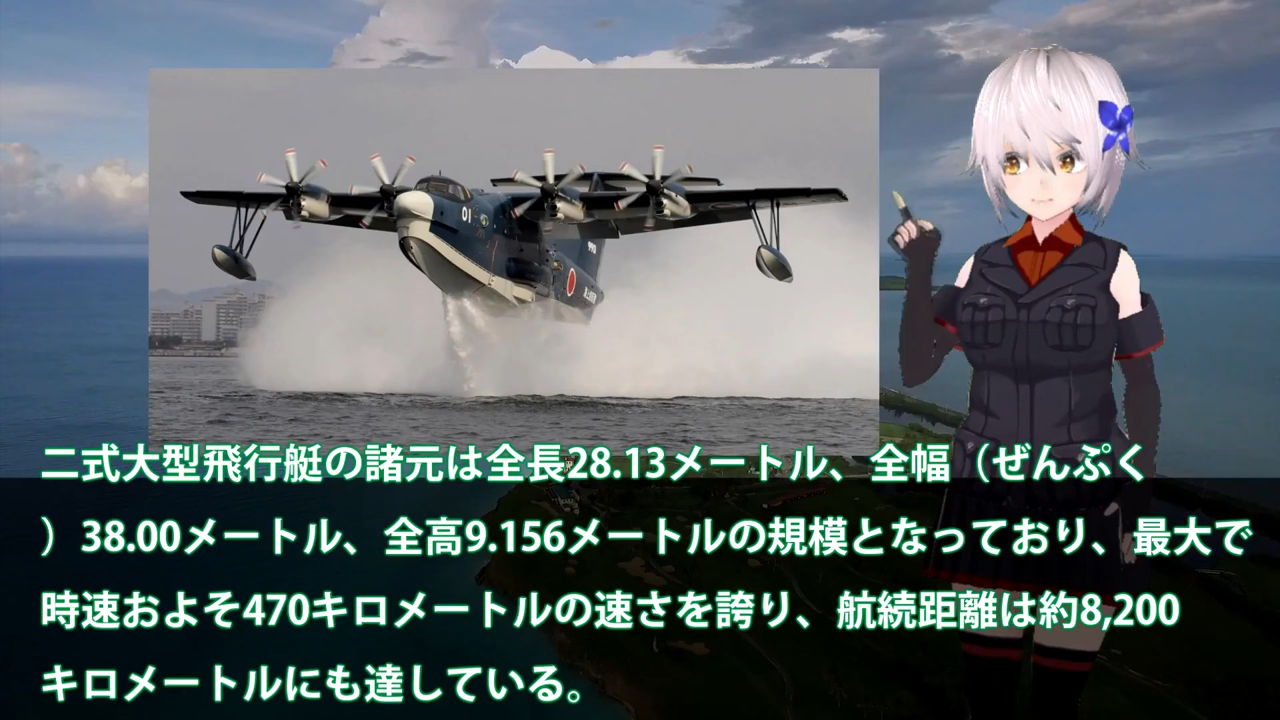 01
二式大型飛行艇の諸元は全長28.13メートル、全幅（ぜんぷく
）38.00メートル、全高9.156メートルの規模となっており、最大で
時速およそ470キロメートルの速さを誇り、航続距離は約8,200
キロメートルにも達している。